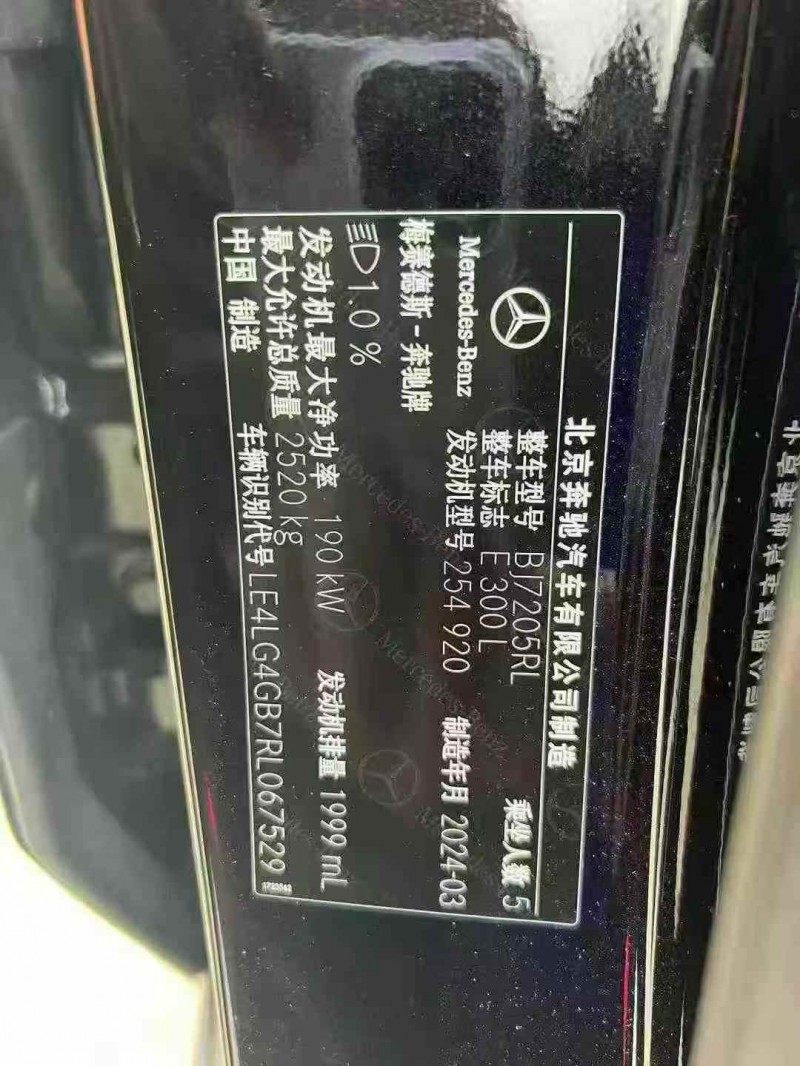 北京奔驰汽车有限公司制造
Mercedes-Benz
梅赛德斯-奔驰牌
整车型号 BJ7205RL
乘坐人数 5
整车标志 E 300 L
发动机型号 254 920
制造年月 2024-03
1.0 %
发动机最大净功率 190 kW
发动机排量 1999 mL
最大允许总质量 2520 kg
中国 制造
车辆识别代号 LE4LG4GB7RL067529
Mercedes-Benz
Mercedes-Benz